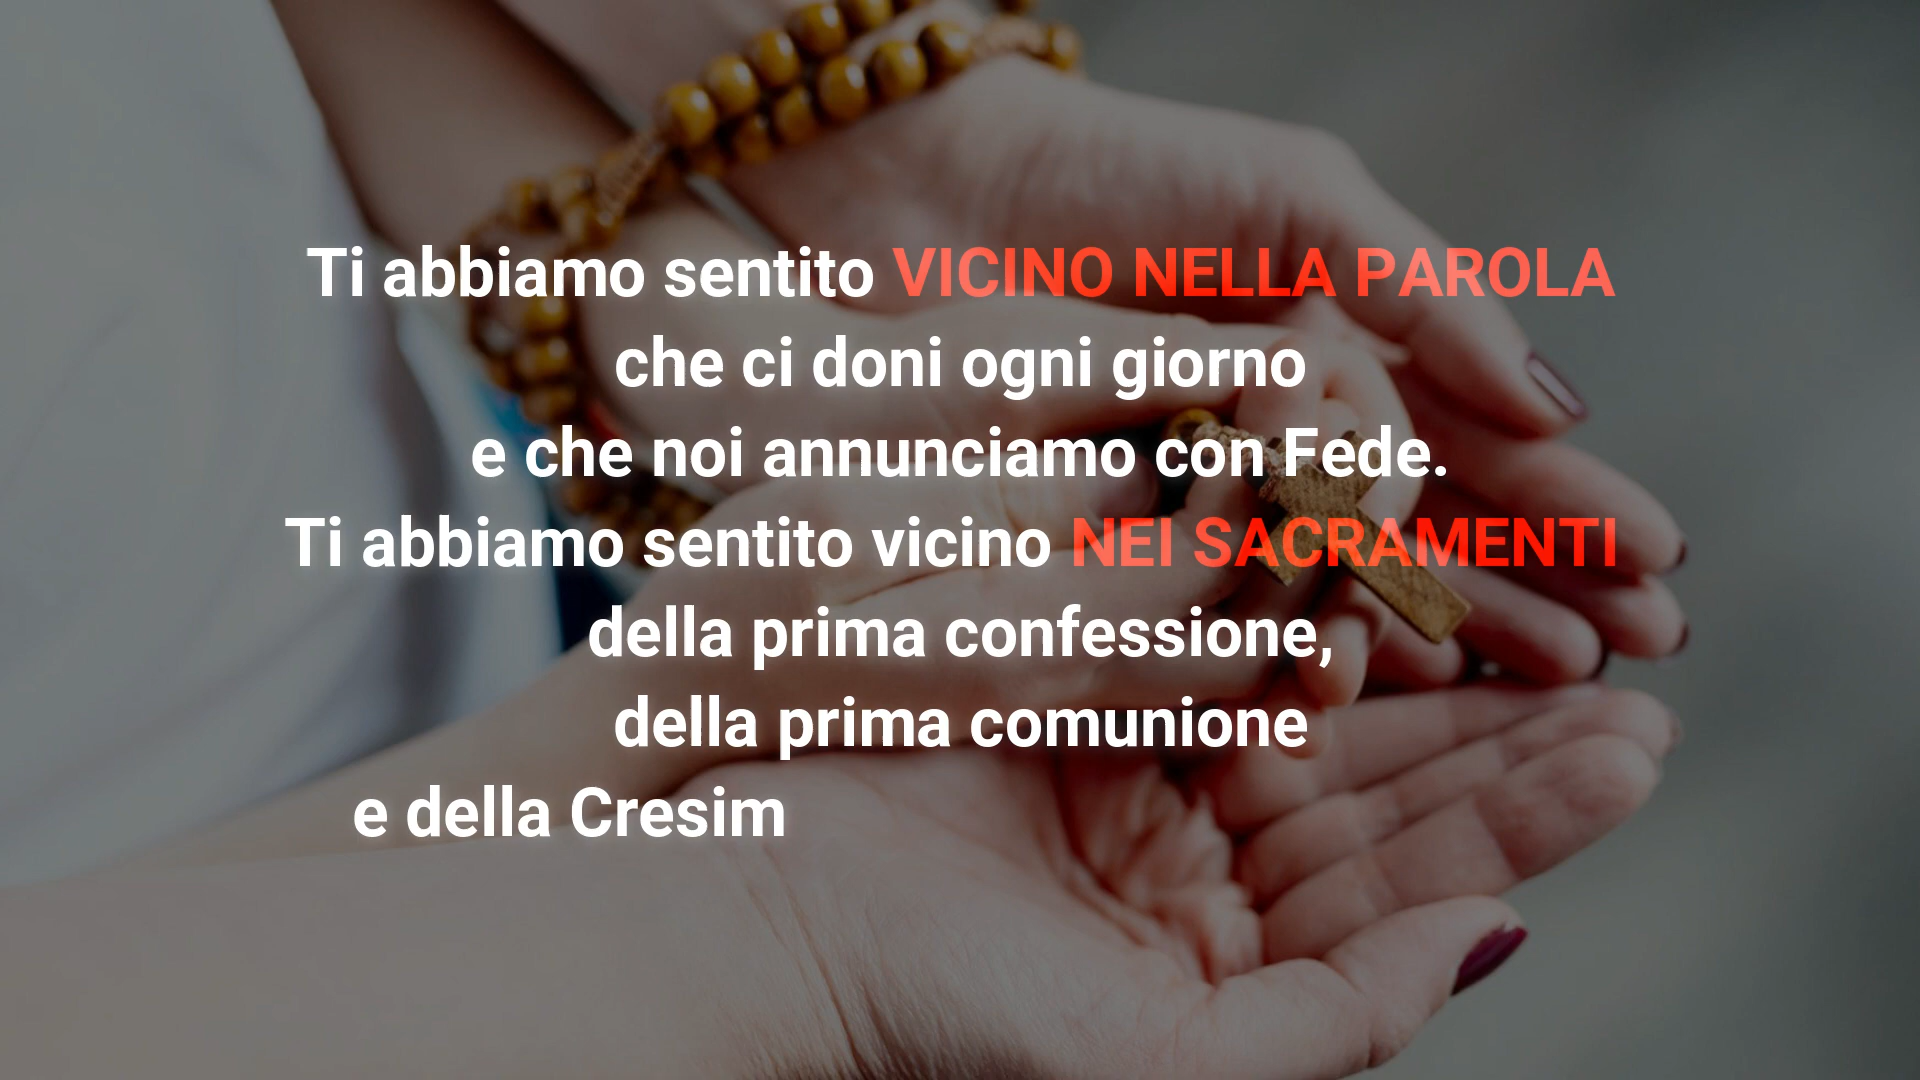 Ti abbiamo sentito VICINO NELLA PAROLA
che ci doni ogni giorno
e che noi annunciamo con Fede.
Ti abbiamo sentito vicino NEI SACRAMENTI
della prima confessione,
della prima comunione
e della Cresim